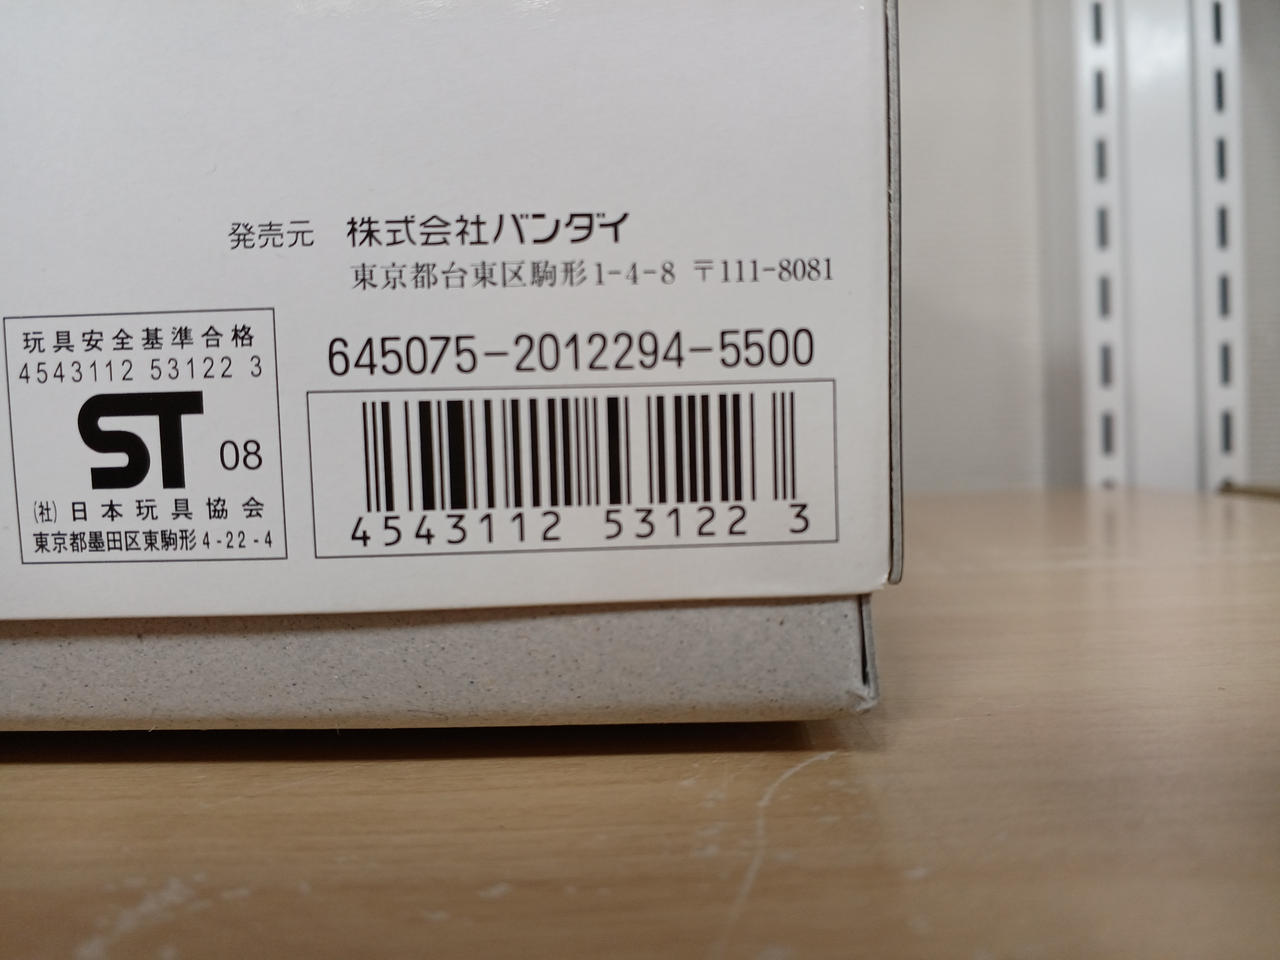 発売元 株式会社バンダイ
東京都台東区駒形1-4-8 〒111-8081
645075-2012294-5500
玩具安全基準合格
4543112 53122 3
ST 08
(社)日本玩具協会
東京都墨田区東駒形4-22-4
4543112 53122 3